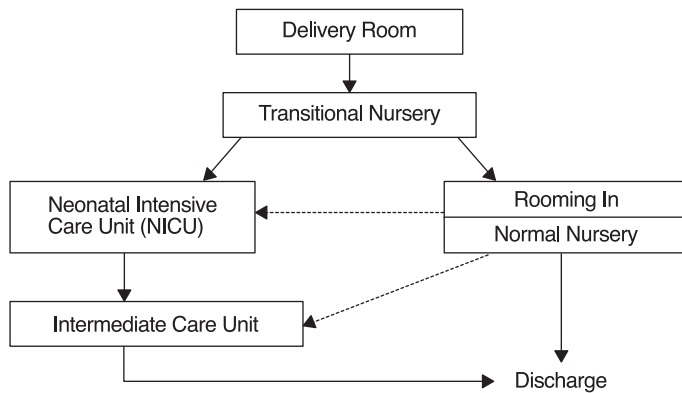 Delivery Room
Transitional Nursery
Neonatal Intensive
Care Unit (NICU)
Rooming In
Normal Nursery
Intermediate Care Unit
Discharge